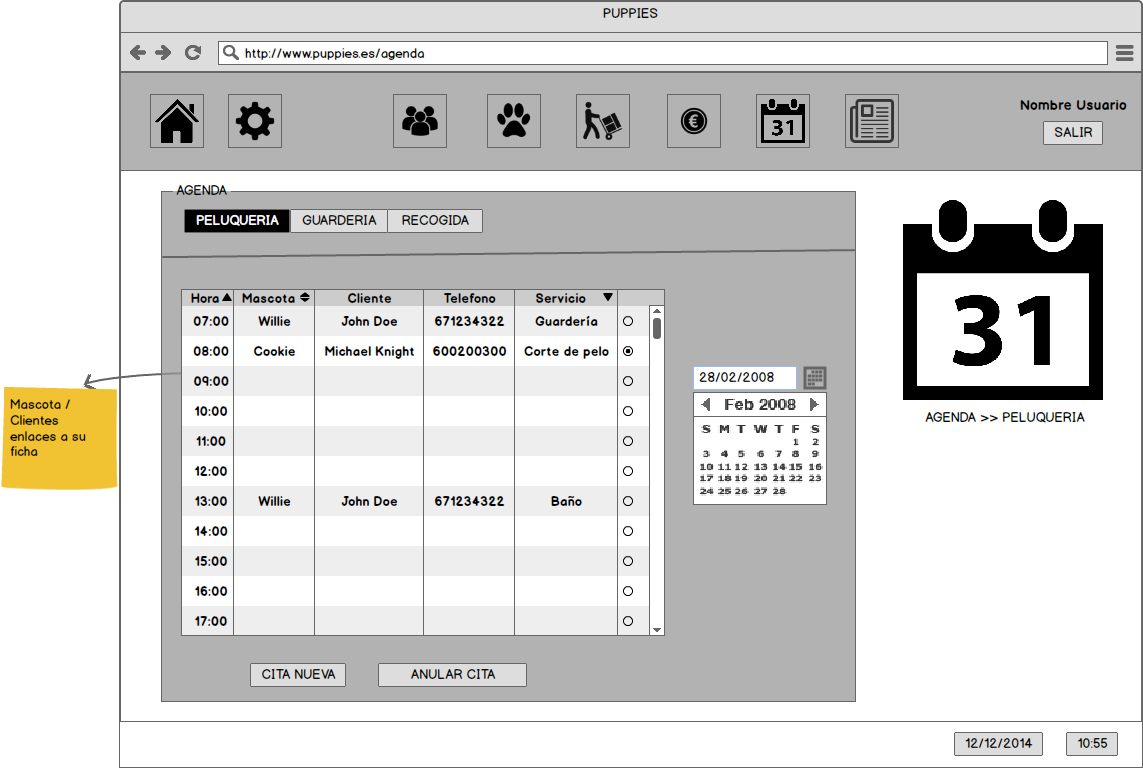 PUPPIES
http://www.puppies.es/agenda
31
Nombre Usuario
SALIR
AGENDA
PELUQUERIA GUARDERIA RECOGIDA
Hora Mascota Cliente Telefono Servicio
07:00 Willie John Doe 671234322 Guardería
08:00 Cookie Michael Knight 600200300 Corte de pelo
09:00
10:00
11:00
12:00
13:00 Willie John Doe 671234322 Baño
14:00
15:00
16:00
17:00
CITA NUEVA ANULAR CITA
28/02/2008
Feb 2008
S M T W T F S
1 2
3 4 5 6 7 8 9
10 11 12 13 14 15 16
17 18 19 20 21 22 23
24 25 26 27 28
31
AGENDA >> PELUQUERIA
Mascota /
Clientes
enlaces a su
ficha
12/12/2014 10:55